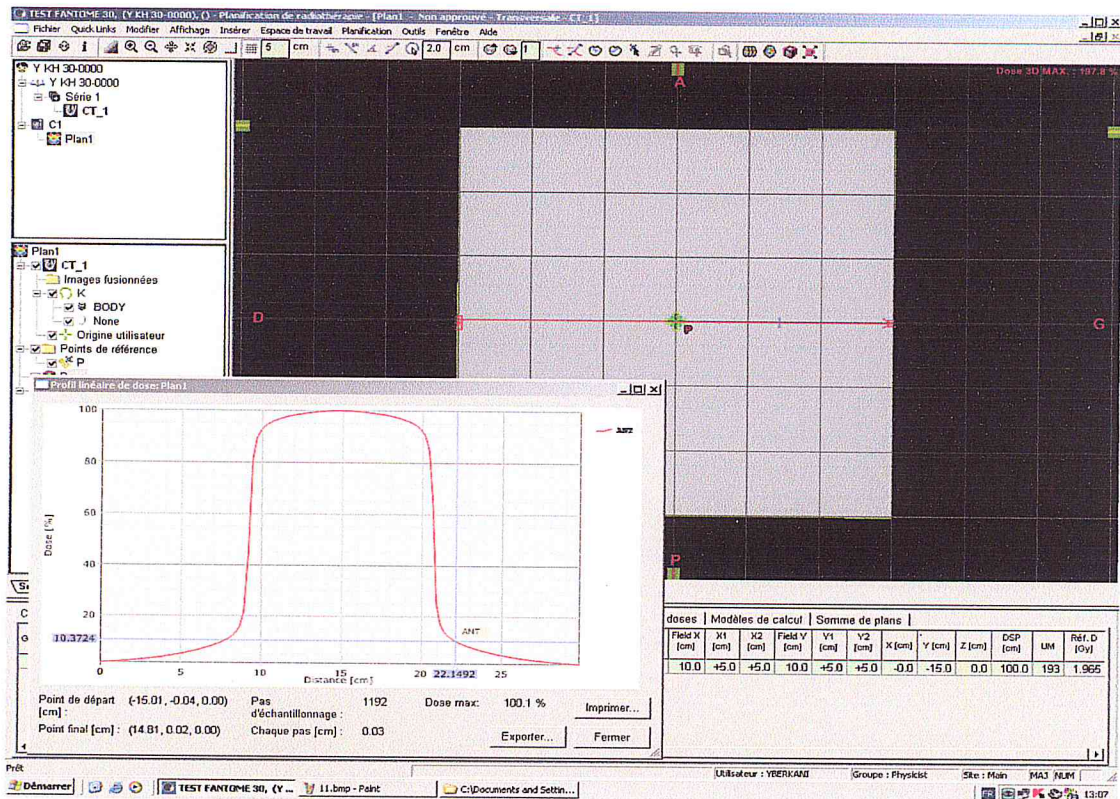 TEST FANTOME 30, (Y KH 30-0000), () - Planification de radiothérapie - [Plan1 - Non approuvé - Transversale - CT_1]
Fichier Quick Links Modifier Affichage Insérer Espace de travail Planification Outils Fenêtre Aide
5 cm 2.0 cm 1
Y KH 30-0000
Y KH 30-0000
Série 1
CT_1
C1
Plan1
Dose 3D MAX. : 197.8 %
A
Plan1
CT_1
Images fusionnées
K
BODY
None
Origine utilisateur
Points de référence
P
D
P
G
P
Profil linéaire de dose: Plan1
100
80
60
40
20
10.3724
Dose [%]
ANT
ANT
0 5 10 15 20 22.1492 25
Distance [cm]
Point de départ [cm] : (-15.01, -0.04, 0.00)
Pas d'échantillonnage : 1192
Dose max: 100.1 %
Imprimer...
Point final [cm] : (14.81, 0.02, 0.00)
Chaque pas [cm] : 0.03
Exporter...
Fermer
doses Modèles de calcul Somme de plans
Field X [cm] X1 [cm] X2 [cm] Field Y [cm] Y1 [cm] Y2 [cm] X [cm] Y [cm] Z [cm] DSP [cm] UM Réf. D [Gy]
10.0 +5.0 +5.0 10.0 +5.0 +5.0 -0.0 -15.0 0.0 100.0 193 1.965
Prêt
Utilisateur : YBERKANI
Groupe : Physicist
Site : Main
MAJ NUM
Démarrer
TEST FANTOME 30, (Y ...
11.bmp - Paint
C:\Documents and Settin...
FR
13:07